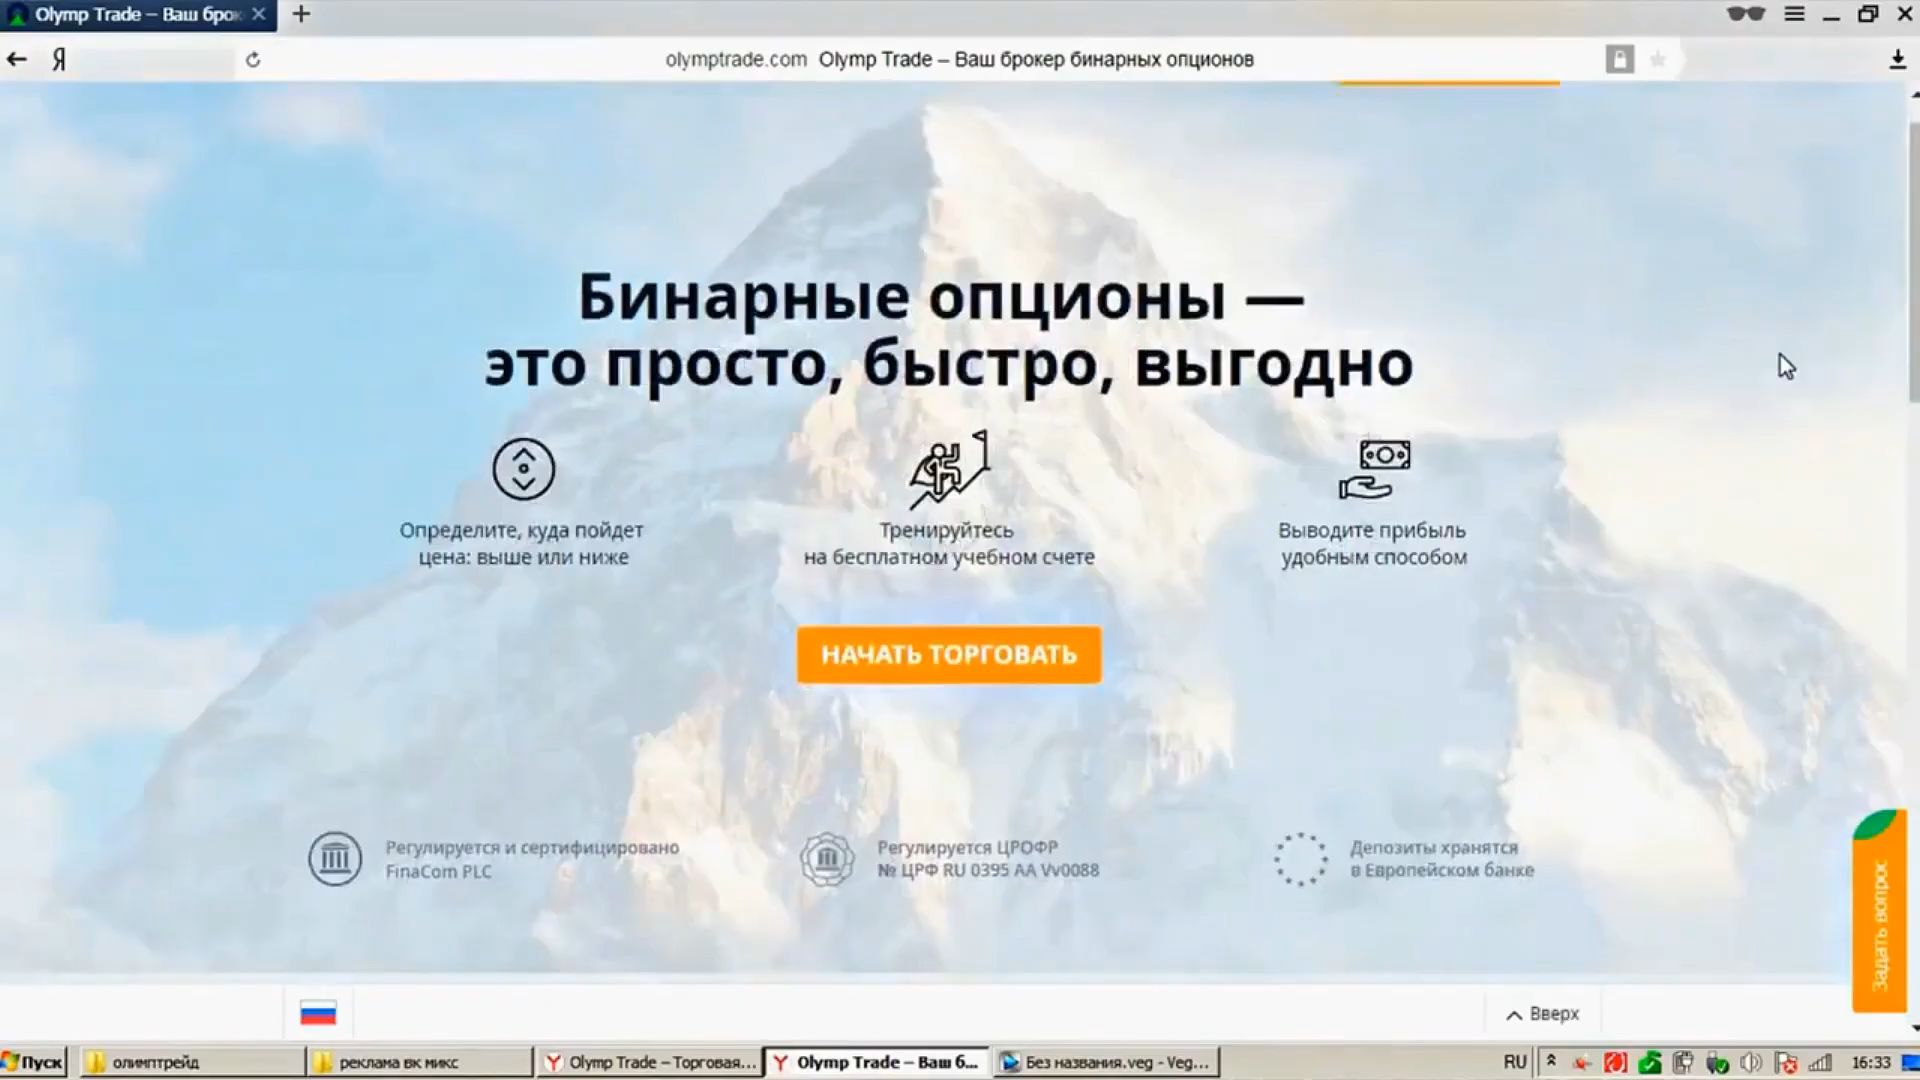 Olymp Trade – Ваш брок
Я
olymptrade.com Olymp Trade – Ваш брокер бинарных опционов
Бинарные опционы —
это просто, быстро, выгодно
Определите, куда пойдет
цена: выше или ниже
Тренируйтесь
на бесплатном учебном счете
Выводите прибыль
удобным способом
НАЧАТЬ ТОРГОВАТЬ
Регулируется и сертифицировано
FinaCom PLC
Регулируется ЦРОФР
№ ЦРФ RU 0395 AA Vv0088
Депозиты хранятся
в Европейском банке
Задать вопрос
Вверх
Пуск
олимптрейд
реклама вк микс
Olymp Trade – Торговая...
Olymp Trade – Ваш б...
Без названия.veg - Veg...
RU
16:33